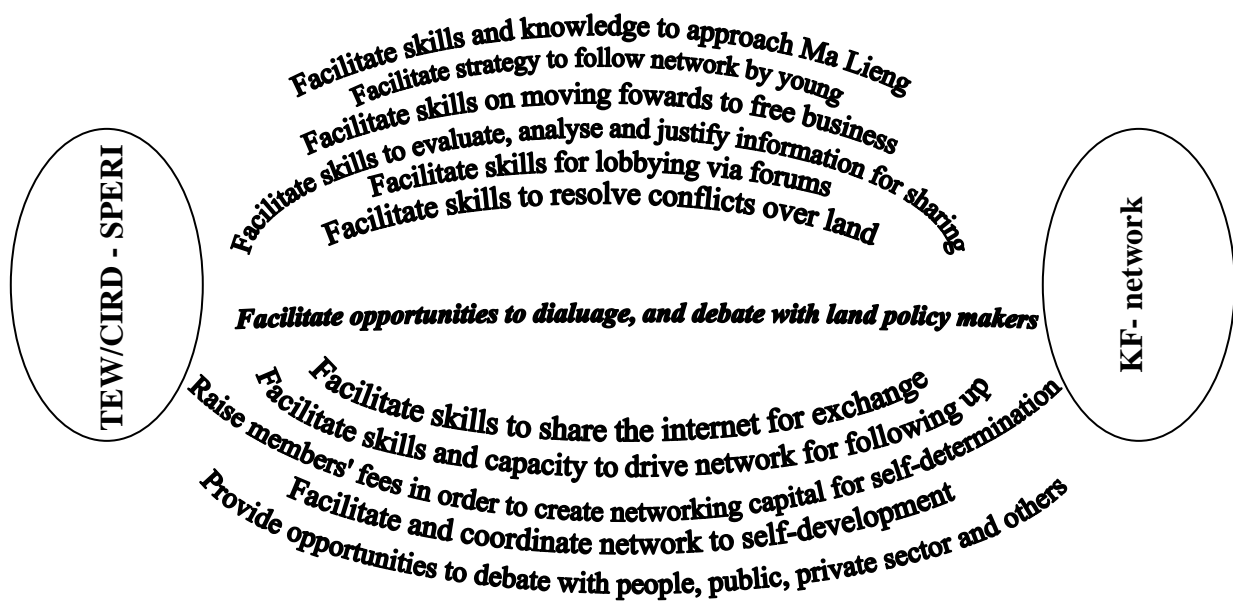 Facilitate skills and knowledge to approach Ma Lieng
Facilitate strategy to follow network by young
Facilitate skills on moving fowards to free business
Facilitate skills to evaluate, analyse and justify information for sharing
Facilitate skills for lobbying via forums
Facilitate skills to resolve conflicts over land
TEW/CIRD - SPERI
KF- network
Facilitate opportunities to dialuage, and debate with land policy makers
Facilitate skills to share the internet for exchange
Facilitate skills and capacity to drive network for following up
Raise members' fees in order to create networking capital for self-determination
Facilitate and coordinate network to self-development
Provide opportunities to debate with people, public, private sector and others